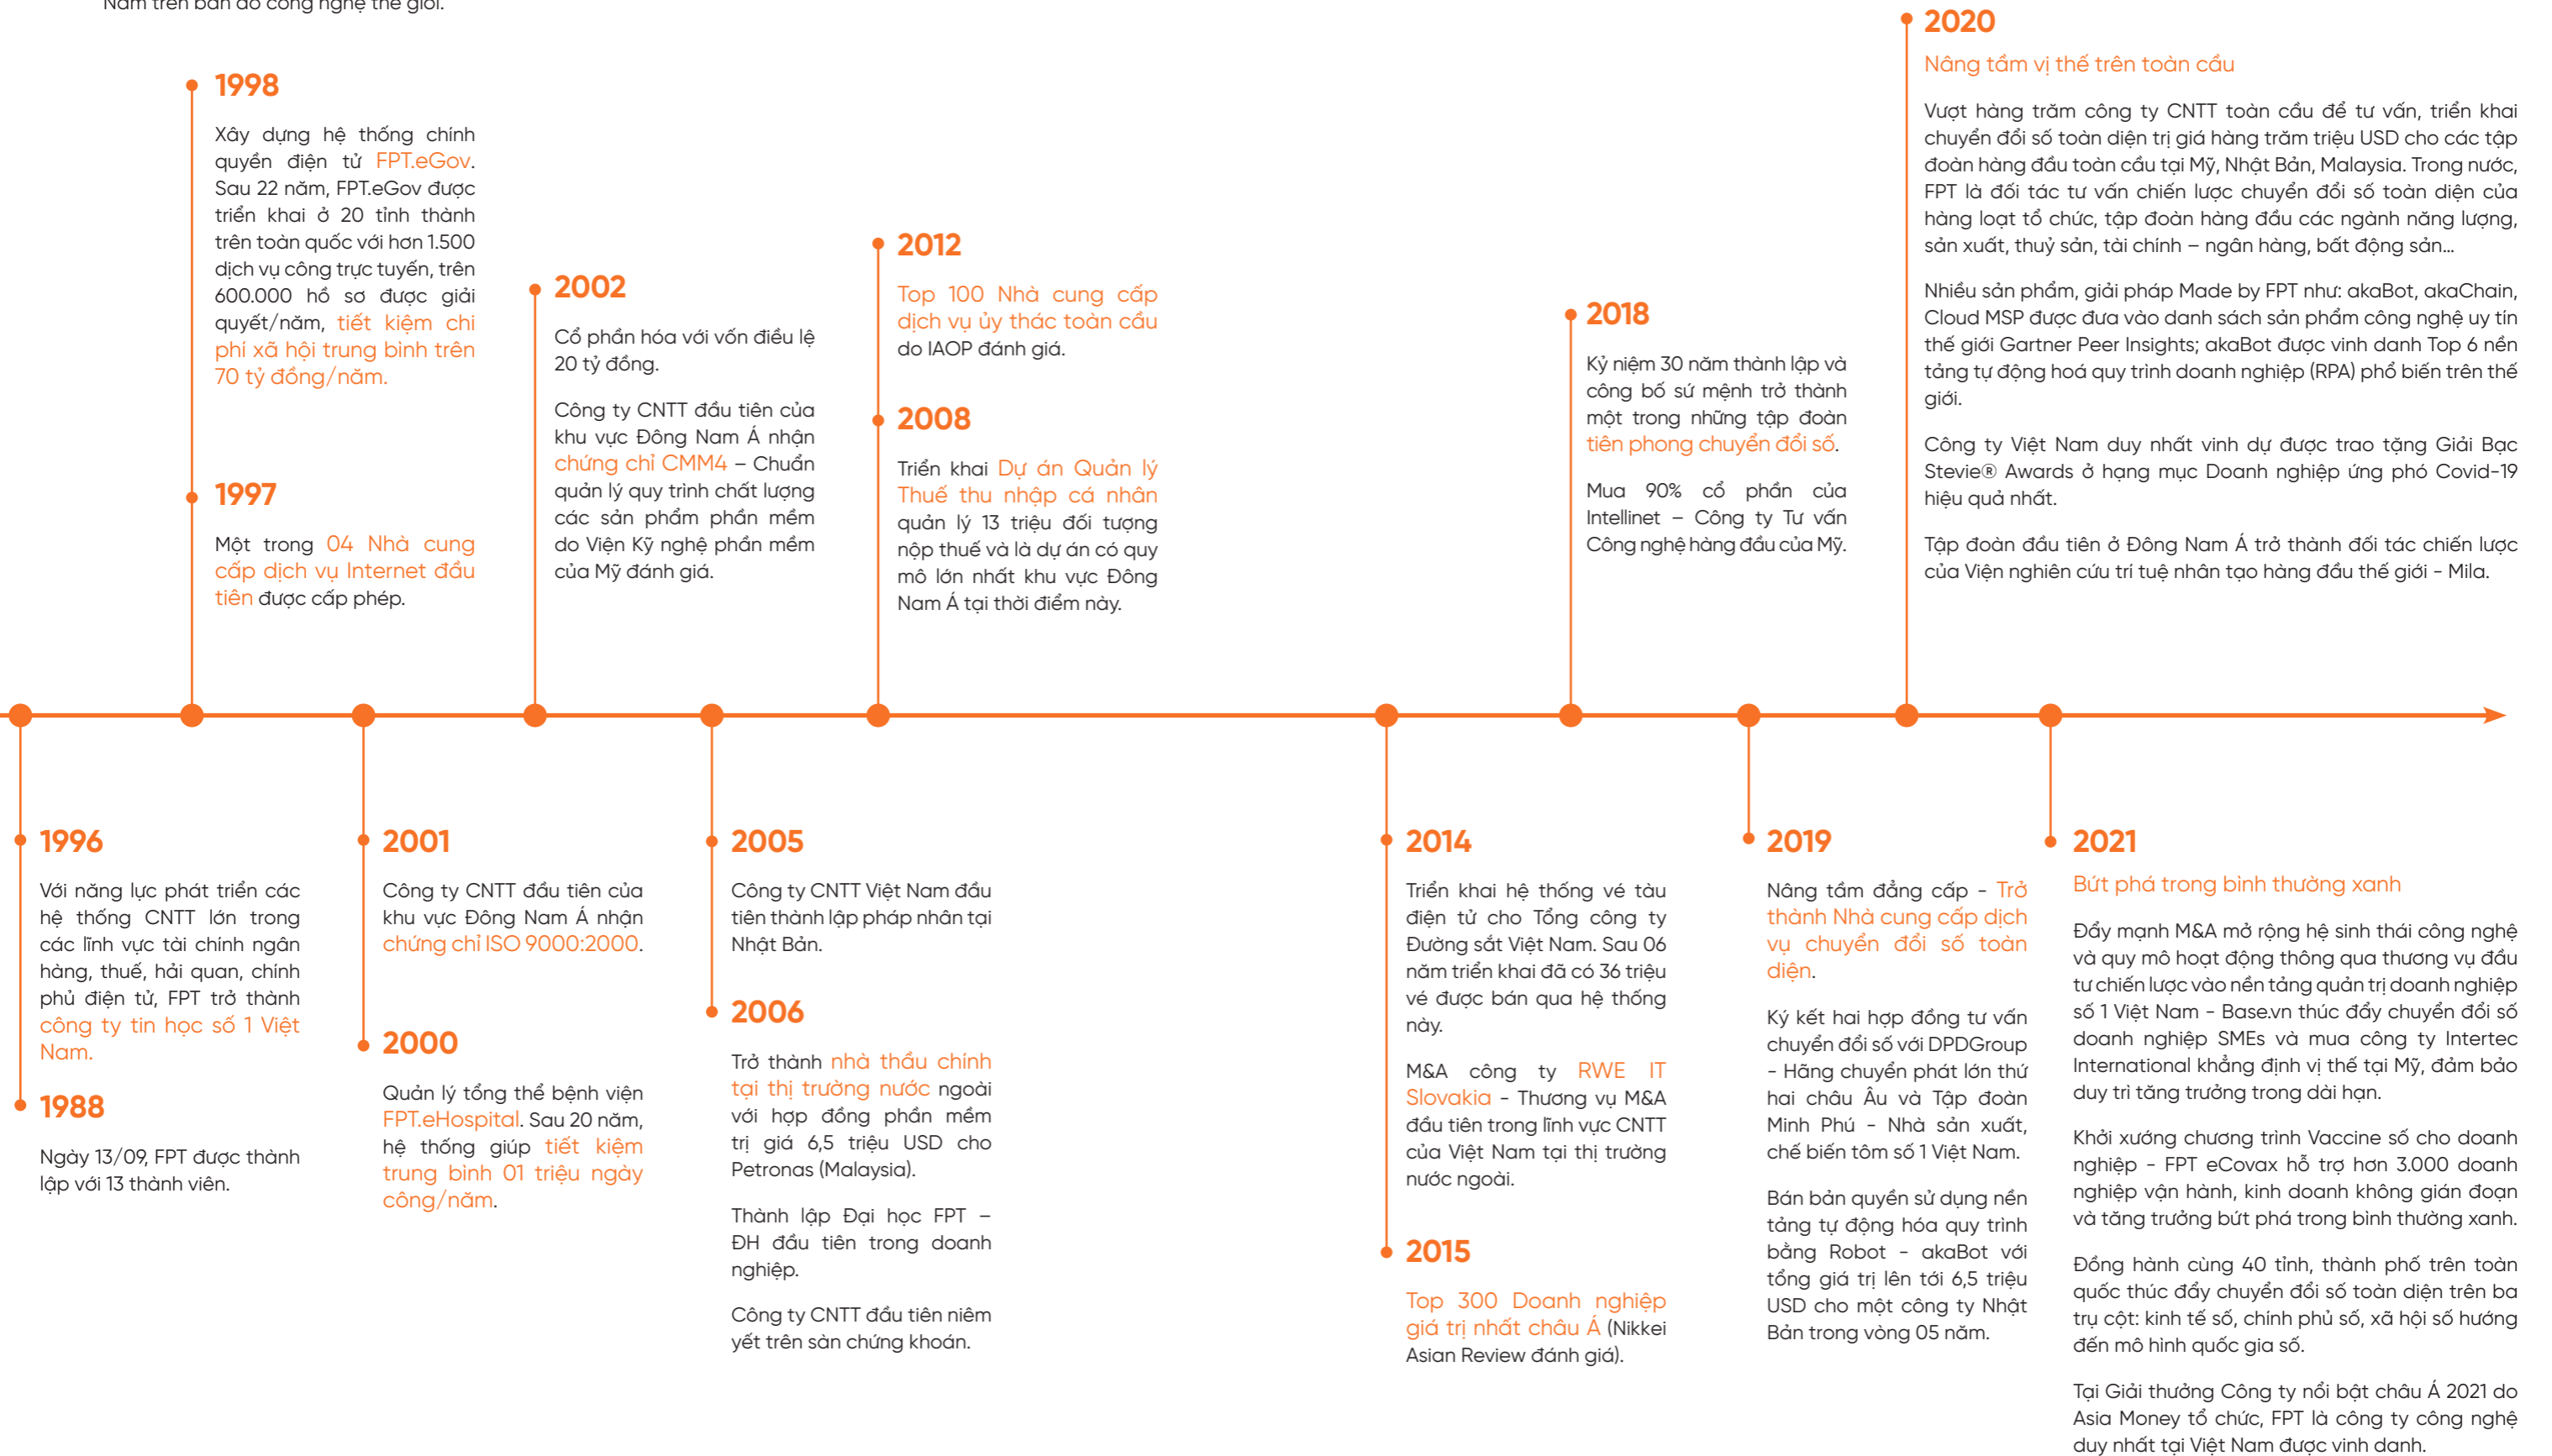 Nam trên bản đồ công nghệ thế giới.
1998
Xây dựng hệ thống chính
quyền điện tử FPT.eGov.
Sau 22 năm, FPT.eGov được
triển khai ở 20 tỉnh thành
trên toàn quốc với hơn 1.500
dịch vụ công trực tuyến, trên
600.000 hồ sơ được giải
quyết/năm, tiết kiệm chi
phí xã hội trung bình trên
70 tỷ đồng/năm.
1997
Một trong 04 Nhà cung
cấp dịch vụ Internet đầu
tiên được cấp phép.
2002
Cổ phần hóa với vốn điều lệ
20 tỷ đồng.
Công ty CNTT đầu tiên của
khu vực Đông Nam Á nhận
chứng chỉ CMM4 – Chuẩn
quản lý quy trình chất lượng
các sản phẩm phần mềm
do Viện Kỹ nghệ phần mềm
của Mỹ đánh giá.
2012
Top 100 Nhà cung cấp
dịch vụ ủy thác toàn cầu
do IAOP đánh giá.
2008
Triển khai Dự án Quản lý
Thuế thu nhập cá nhân
quản lý 13 triệu đối tượng
nộp thuế và là dự án có quy
mô lớn nhất khu vực Đông
Nam Á tại thời điểm này.
2018
Kỷ niệm 30 năm thành lập và
công bố sứ mệnh trở thành
một trong những tập đoàn
tiên phong chuyển đổi số.
Mua 90% cổ phần của
Intellinet – Công ty Tư vấn
Công nghệ hàng đầu của Mỹ.
2020
Nâng tầm vị thế trên toàn cầu
Vượt hàng trăm công ty CNTT toàn cầu để tư vấn, triển khai
chuyển đổi số toàn diện trị giá hàng trăm triệu USD cho các tập
đoàn hàng đầu toàn cầu tại Mỹ, Nhật Bản, Malaysia. Trong nước,
FPT là đối tác tư vấn chiến lược chuyển đổi số toàn diện của
hàng loạt tổ chức, tập đoàn hàng đầu các ngành năng lượng,
sản xuất, thuỷ sản, tài chính – ngân hàng, bất động sản...
Nhiều sản phẩm, giải pháp Made by FPT như: akaBot, akaChain,
Cloud MSP được đưa vào danh sách sản phẩm công nghệ uy tín
thế giới Gartner Peer Insights; akaBot được vinh danh Top 6 nền
tảng tự động hoá quy trình doanh nghiệp (RPA) phổ biến trên thế
giới.
Công ty Việt Nam duy nhất vinh dự được trao tặng Giải Bạc
Stevie® Awards ở hạng mục Doanh nghiệp ứng phó Covid-19
hiệu quả nhất.
Tập đoàn đầu tiên ở Đông Nam Á trở thành đối tác chiến lược
của Viện nghiên cứu trí tuệ nhân tạo hàng đầu thế giới - Mila.
1996
Với năng lực phát triển các
hệ thống CNTT lớn trong
các lĩnh vực tài chính ngân
hàng, thuế, hải quan, chính
phủ điện tử, FPT trở thành
công ty tin học số 1 Việt
Nam.
1988
Ngày 13/09, FPT được thành
lập với 13 thành viên.
2001
Công ty CNTT đầu tiên của
khu vực Đông Nam Á nhận
chứng chỉ ISO 9000:2000.
2000
Quản lý tổng thể bệnh viện
FPT.eHospital. Sau 20 năm,
hệ thống giúp tiết kiệm
trung bình 01 triệu ngày
công/năm.
2005
Công ty CNTT Việt Nam đầu
tiên thành lập pháp nhân tại
Nhật Bản.
2006
Trở thành nhà thầu chính
tại thị trường nước ngoài
với hợp đồng phần mềm
trị giá 6,5 triệu USD cho
Petronas (Malaysia).
Thành lập Đại học FPT –
ĐH đầu tiên trong doanh
nghiệp.
Công ty CNTT đầu tiên niêm
yết trên sàn chứng khoán.
2014
Triển khai hệ thống vé tàu
điện tử cho Tổng công ty
Đường sắt Việt Nam. Sau 06
năm triển khai đã có 36 triệu
vé được bán qua hệ thống
này.
M&A công ty RWE IT
Slovakia - Thương vụ M&A
đầu tiên trong lĩnh vực CNTT
của Việt Nam tại thị trường
nước ngoài.
2015
Top 300 Doanh nghiệp
giá trị nhất châu Á (Nikkei
Asian Review đánh giá).
2019
Nâng tầm đẳng cấp - Trở
thành Nhà cung cấp dịch
vụ chuyển đổi số toàn
diện.
Ký kết hai hợp đồng tư vấn
chuyển đổi số với DPDGroup
- Hãng chuyển phát lớn thứ
hai châu Âu và Tập đoàn
Minh Phú - Nhà sản xuất,
chế biến tôm số 1 Việt Nam.
Bán bản quyền sử dụng nền
tảng tự động hóa quy trình
bằng Robot - akaBot với
tổng giá trị lên tới 6,5 triệu
USD cho một công ty Nhật
Bản trong vòng 05 năm.
2021
Bứt phá trong bình thường xanh
Đẩy mạnh M&A mở rộng hệ sinh thái công nghệ
và quy mô hoạt động thông qua thương vụ đầu
tư chiến lược vào nền tảng quản trị doanh nghiệp
số 1 Việt Nam - Base.vn thúc đẩy chuyển đổi số
doanh nghiệp SMEs và mua công ty Intertec
International khẳng định vị thế tại Mỹ, đảm bảo
duy trì tăng trưởng trong dài hạn.
Khởi xướng chương trình Vaccine số cho doanh
nghiệp - FPT eCovax hỗ trợ hơn 3.000 doanh
nghiệp vận hành, kinh doanh không gián đoạn
và tăng trưởng bứt phá trong bình thường xanh.
Đồng hành cùng 40 tỉnh, thành phố trên toàn
quốc thúc đẩy chuyển đổi số toàn diện trên ba
trụ cột: kinh tế số, chính phủ số, xã hội số hướng
đến mô hình quốc gia số.
Tại Giải thưởng Công ty nổi bật châu Á 2021 do
Asia Money tổ chức, FPT là công ty công nghệ
duy nhất tại Việt Nam được vinh danh.